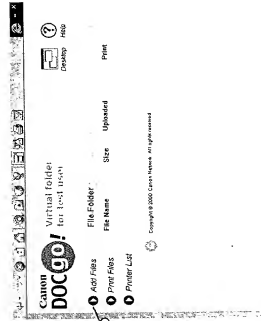 Canon
DOCgo!
Virtual folder
for test user
Desktop
Help
Add Files
Print Files
Printer List
File Folder:
File Name Size Uploaded Print
Copyright © 2000 Canon Network All rights reserved